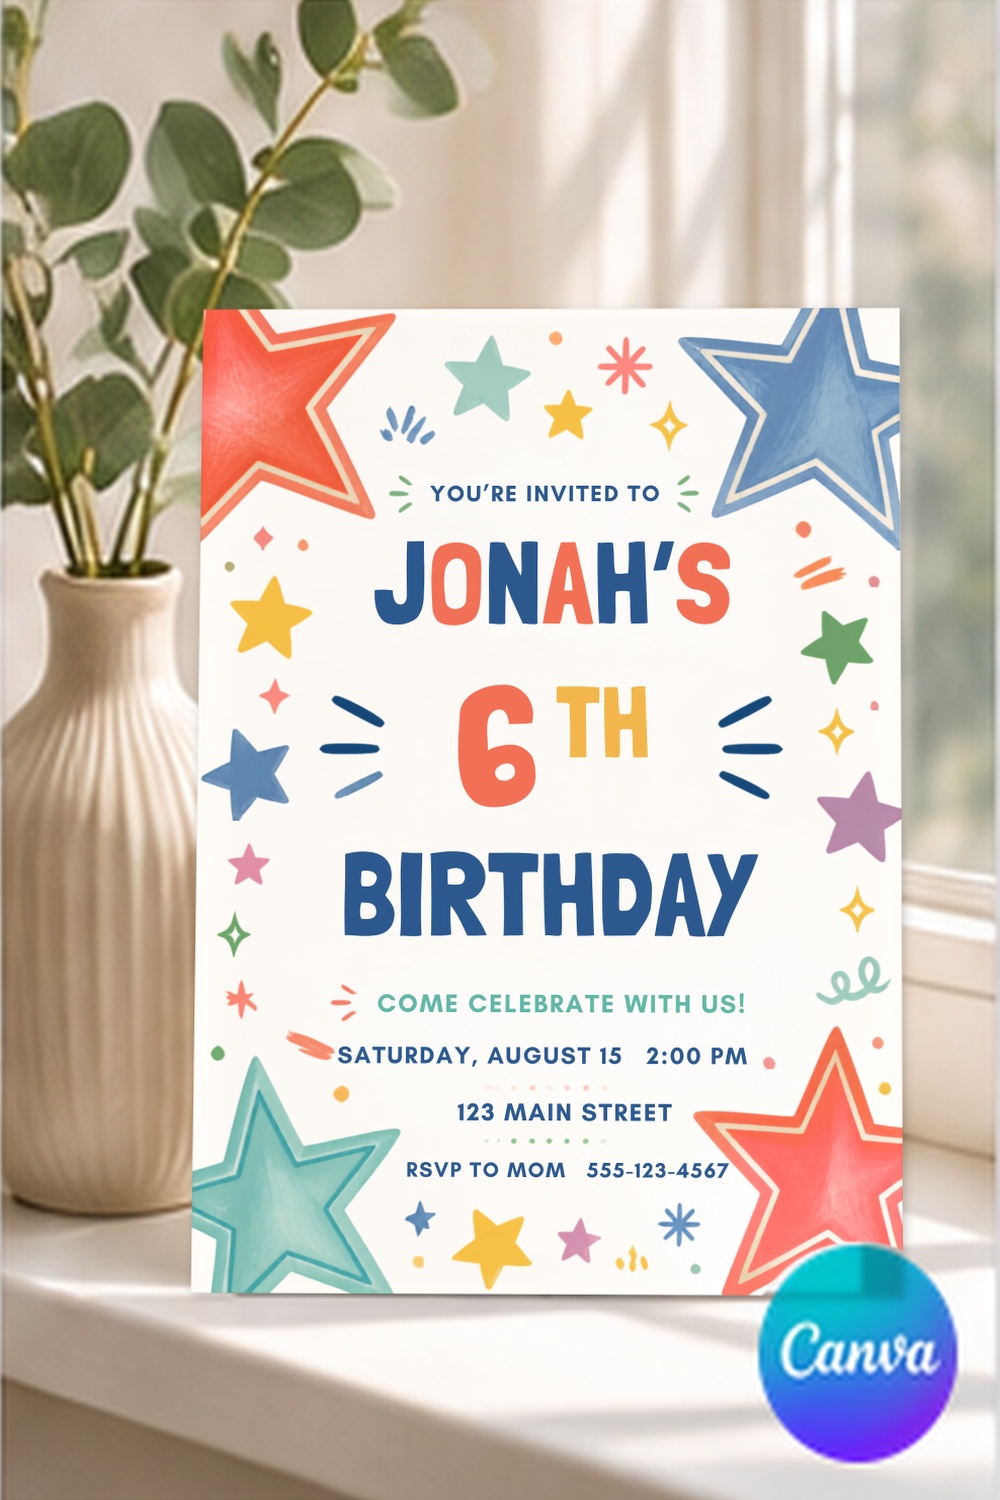 YOU'RE INVITED TO
JONAH'S
6TH
BIRTHDAY
COME CELEBRATE WITH US!
SATURDAY, AUGUST 15 2:00 PM
123 MAIN STREET
RSVP TO MOM 555-123-4567
Canva